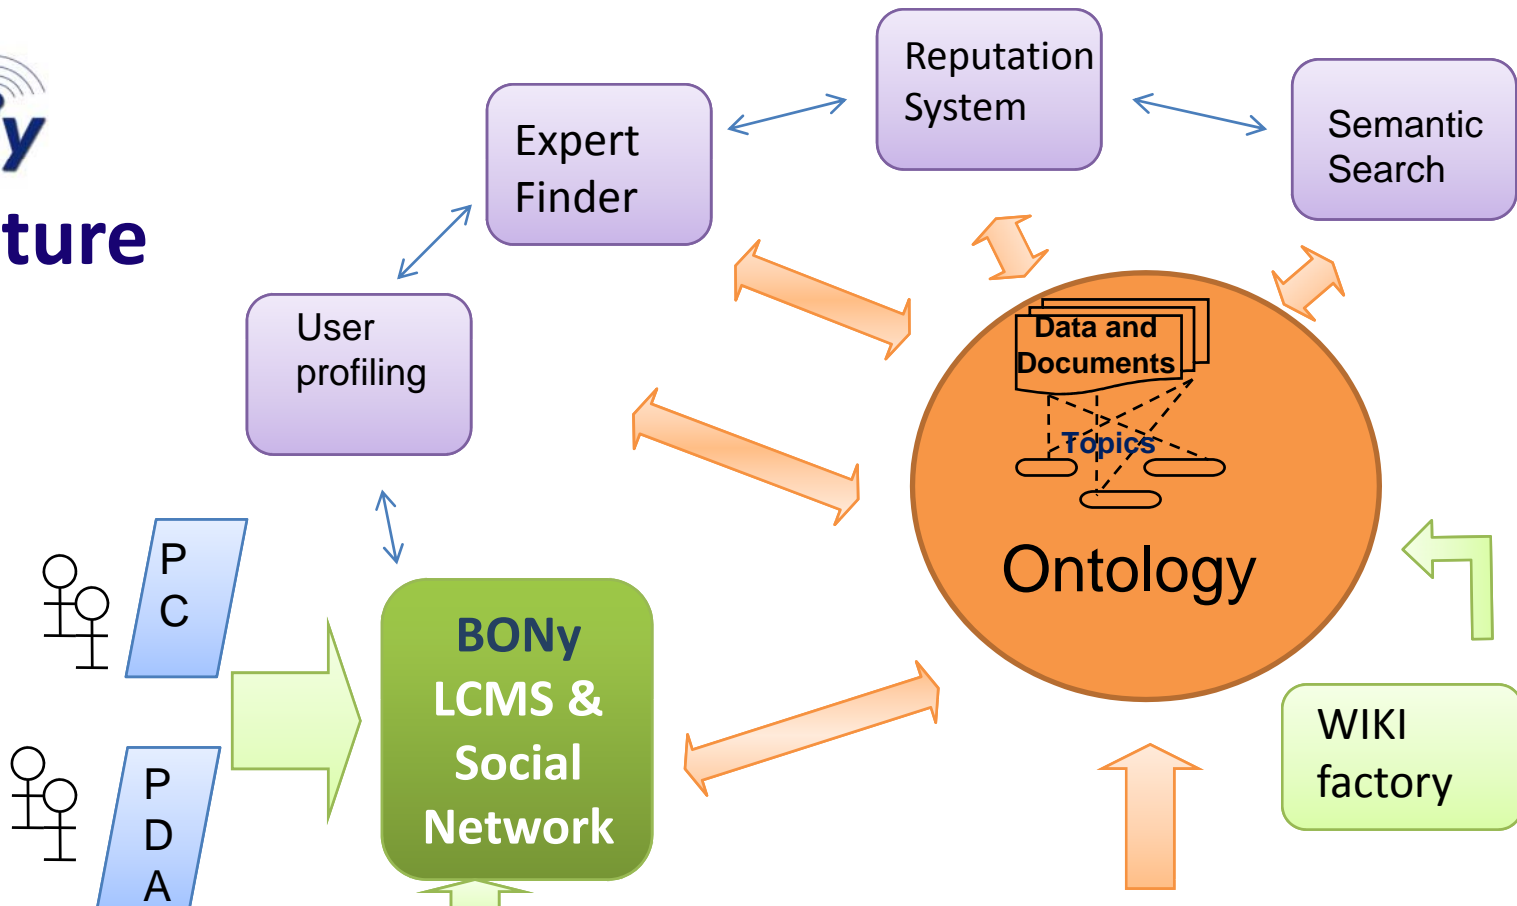 y
ture
Reputation
System
Expert
Finder
Semantic
Search
User
profiling
Data and
Documents
Topics
Ontology
P
C
BONy
LCMS &
Social
Network
WIKI
factory
P
D
A